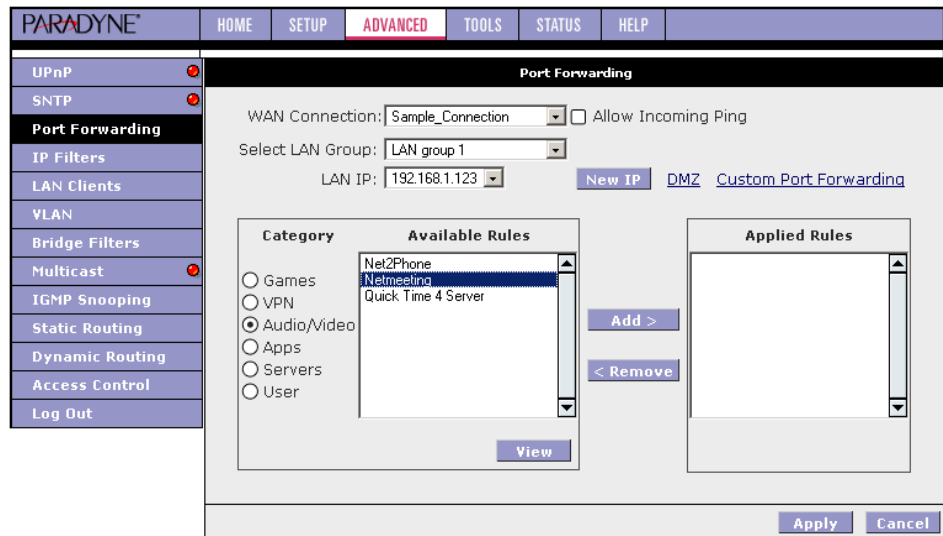 PARADYNE®
HOME SETUP ADVANCED TOOLS STATUS HELP
UPnP
SNTP
Port Forwarding
IP Filters
LAN Clients
VLAN
Bridge Filters
Multicast
IGMP Snooping
Static Routing
Dynamic Routing
Access Control
Log Out
Port Forwarding
WAN Connection: Sample_Connection Allow Incoming Ping
Select LAN Group: LAN group 1
LAN IP: 192.168.1.123 New IP DMZ Custom Port Forwarding
Category
Games
VPN
Audio/Video
Apps
Servers
User
Available Rules
Net2Phone
Netmeeting
Quick Time 4 Server
View
Add >
< Remove
Applied Rules
Apply Cancel